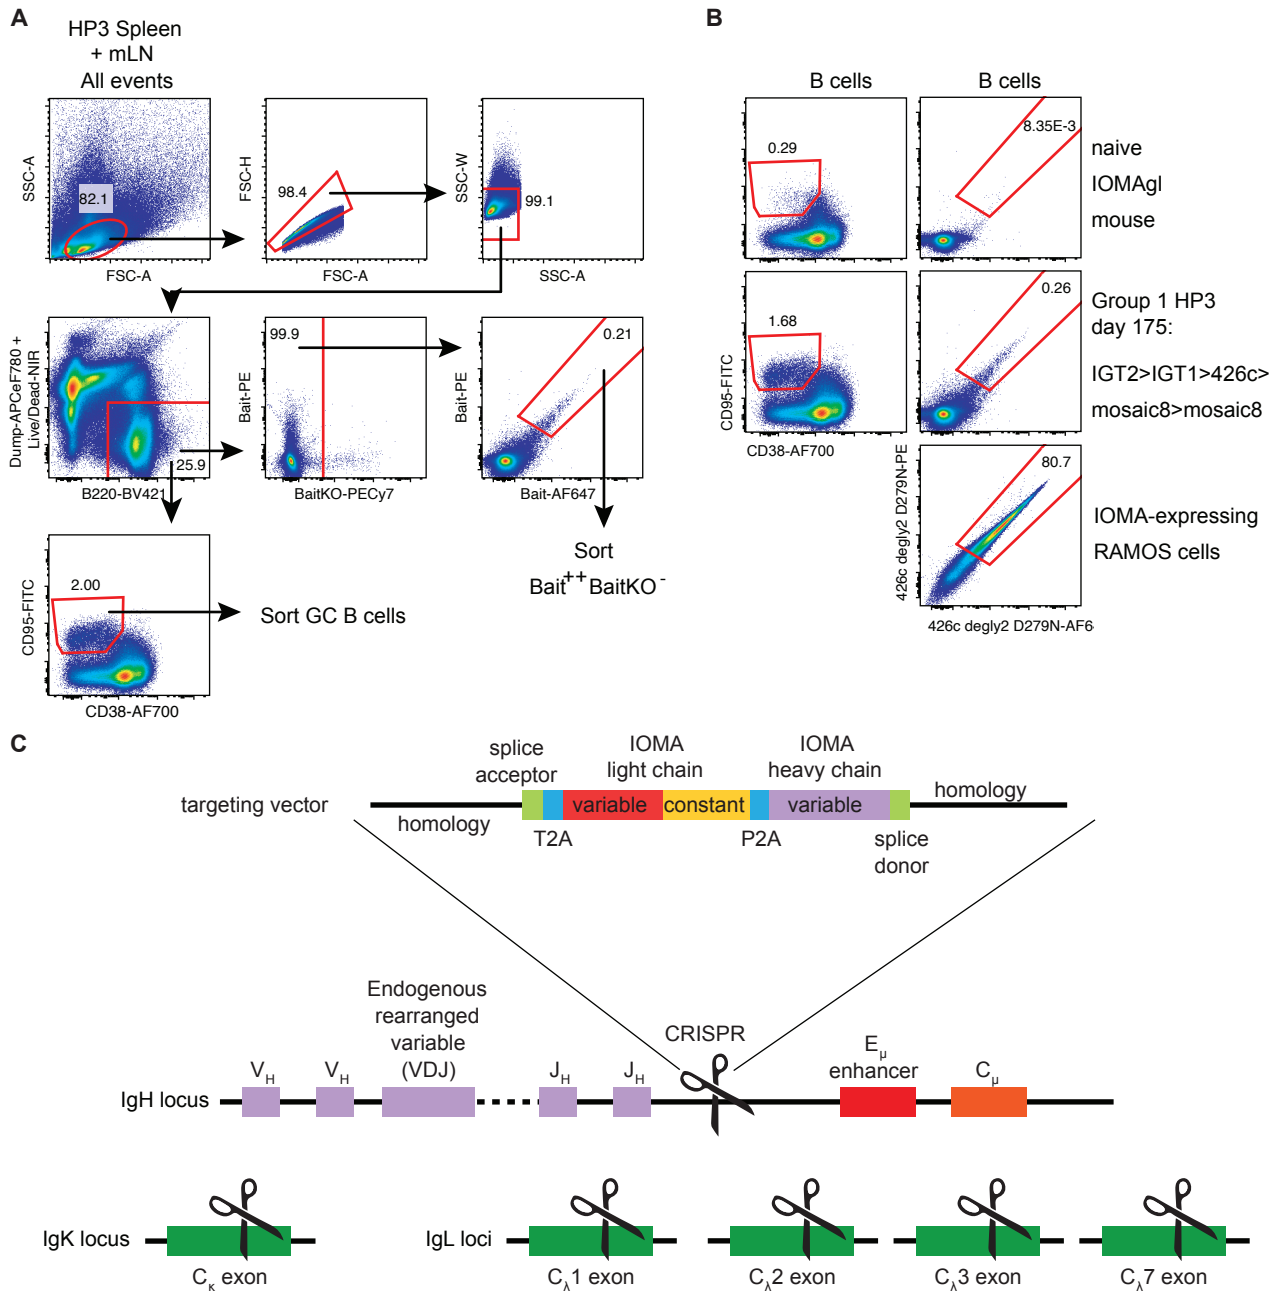 A
HP3 Spleen
+ mLN
All events
SSC-A
82.1
FSC-A
FSC-H
98.4
FSC-A
SSC-W
99.1
SSC-A
Dump-APCeF780 +
Live/Dead-NIR
25.9
B220-BV421
Bait-PE
99.9
BaitKO-PECy7
Bait-PE
0.21
Bait-AF647
Sort
Bait++BaitKO-
CD95-FITC
2.00
CD38-AF700
Sort GC B cells
B
B cells
B cells
0.29
8.35E-3
naive
IOMAgl
mouse
CD95-FITC
1.68
CD38-AF700
0.26
Group 1 HP3
day 175:
IGT2>IGT1>426c>
mosaic8>mosaic8
426c degly2 D279N-PE
80.7
426c degly2 D279N-AF6
IOMA-expressing
RAMOS cells
C
targeting vector
homology
splice
acceptor
T2A
IOMA
light chain
variable
constant
P2A
IOMA
heavy chain
variable
splice
donor
homology
IgH locus
VH
VH
Endogenous
rearranged
variable
(VDJ)
JH
JH
CRISPR
Eμ
enhancer
Cμ
IgK locus
Cκ exon
IgL loci
Cλ1 exon
Cλ2 exon
Cλ3 exon
Cλ7 exon